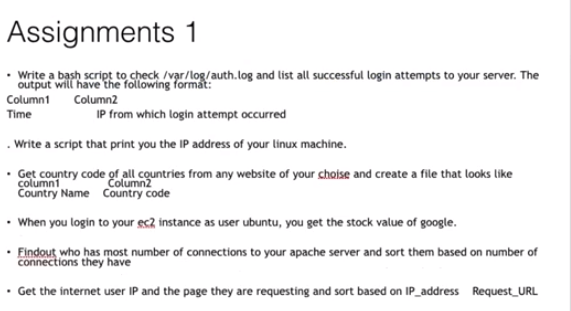 Assignments 1
• Write a bash script to check /var/log/auth.log and list all successful login attempts to your server. The
output will have the following format:
Column1 Column2
Time IP from which login attempt occurred
. Write a script that print you the IP address of your linux machine.
• Get country code of all countries from any website of your choise and create a file that looks like
column1 Column2
Country Name Country code
• When you login to your ec2 instance as user ubuntu, you get the stock value of google.
• Findout who has most number of connections to your apache server and sort them based on number of
connections they have
• Get the internet user IP and the page they are requesting and sort based on IP_address Request_URL